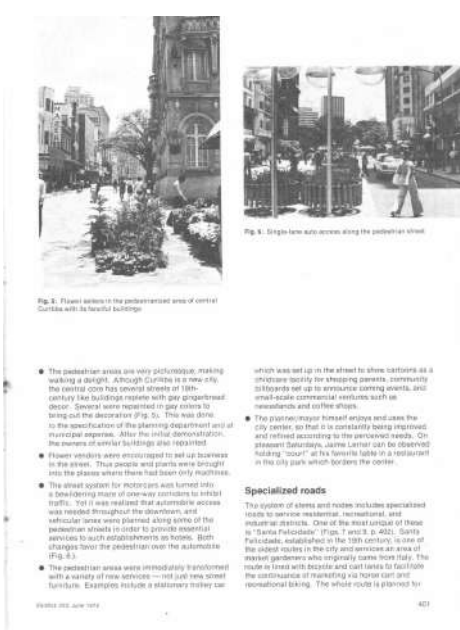 Fig. 5: Flower sellers in the pedestrianized area of central
Curitiba with its fanciful buildings.
Fig. 6: Single-lane auto access along the pedestrian street.
● The pedestrian areas are very picturesque, making
walking a delight. Although Curitiba is a new city,
the central core has several streets of 19th-
century like buildings replete with gay gingerbread
decor. Several were repainted in gay colors to
bring out the decoration (Fig. 5). This was done
to the specification of the planning department and at
municipal expense. After the initial demonstration,
the owners of similar buildings also repainted.
● Flower vendors were encouraged to set up business
in the street. Thus people and plants were brought
into the places where there had been only machines.
● The street system for motorcars was turned into
a bewildering maze of one-way corridors to inhibit
traffic. Yet it was realized that automobile access
was needed throughout the downtown, and
vehicular lanes were planned along some of the
pedestrian streets in order to provide essential
services to such establishments as hotels. Both
changes favor the pedestrian over the automobile
(Fig. 6.).
● The pedestrian areas were immediately transformed
with a variety of new services — not just new street
furniture. Examples include a stationary trolley car
which was set up in the street to show cartoons as a
childcare facility for shopping parents, community
billboards set up to announce coming events, and
small-scale commercial ventures such as
newsstands and coffee shops.
● The planner/mayor himself enjoys and uses the
city center, so that it is constantly being improved
and refined according to the perceived needs. On
pleasant Saturdays, Jaime Lerner can be observed
holding "court" at his favorite table in a restaurant
in the city park which borders the center.
Specialized roads
The system of stems and nodes includes specialized
roads to service residential, recreational, and
industrial districts. One of the most unique of these
is "Santa Felicidade" (Figs. 7 and 8, p. 402). Santa
Felicidade, established in the 19th century, is one of
the oldest routes in the city and services an area of
market gardeners who originally came from Italy. The
route is lined with bicycle and cart lanes to facilitate
the continuance of marketing via horse cart and
recreational biking. The whole route is planned for
June 1978
401